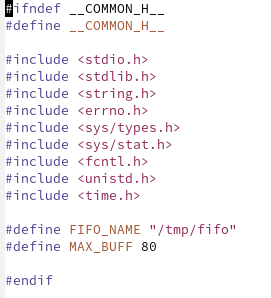 #ifndef __COMMON_H__
#define __COMMON_H__

#include <stdio.h>
#include <stdlib.h>
#include <string.h>
#include <errno.h>
#include <sys/types.h>
#include <sys/stat.h>
#include <fcntl.h>
#include <unistd.h>
#include <time.h>

#define FIFO_NAME "/tmp/fifo"
#define MAX_BUFF 80

#endif